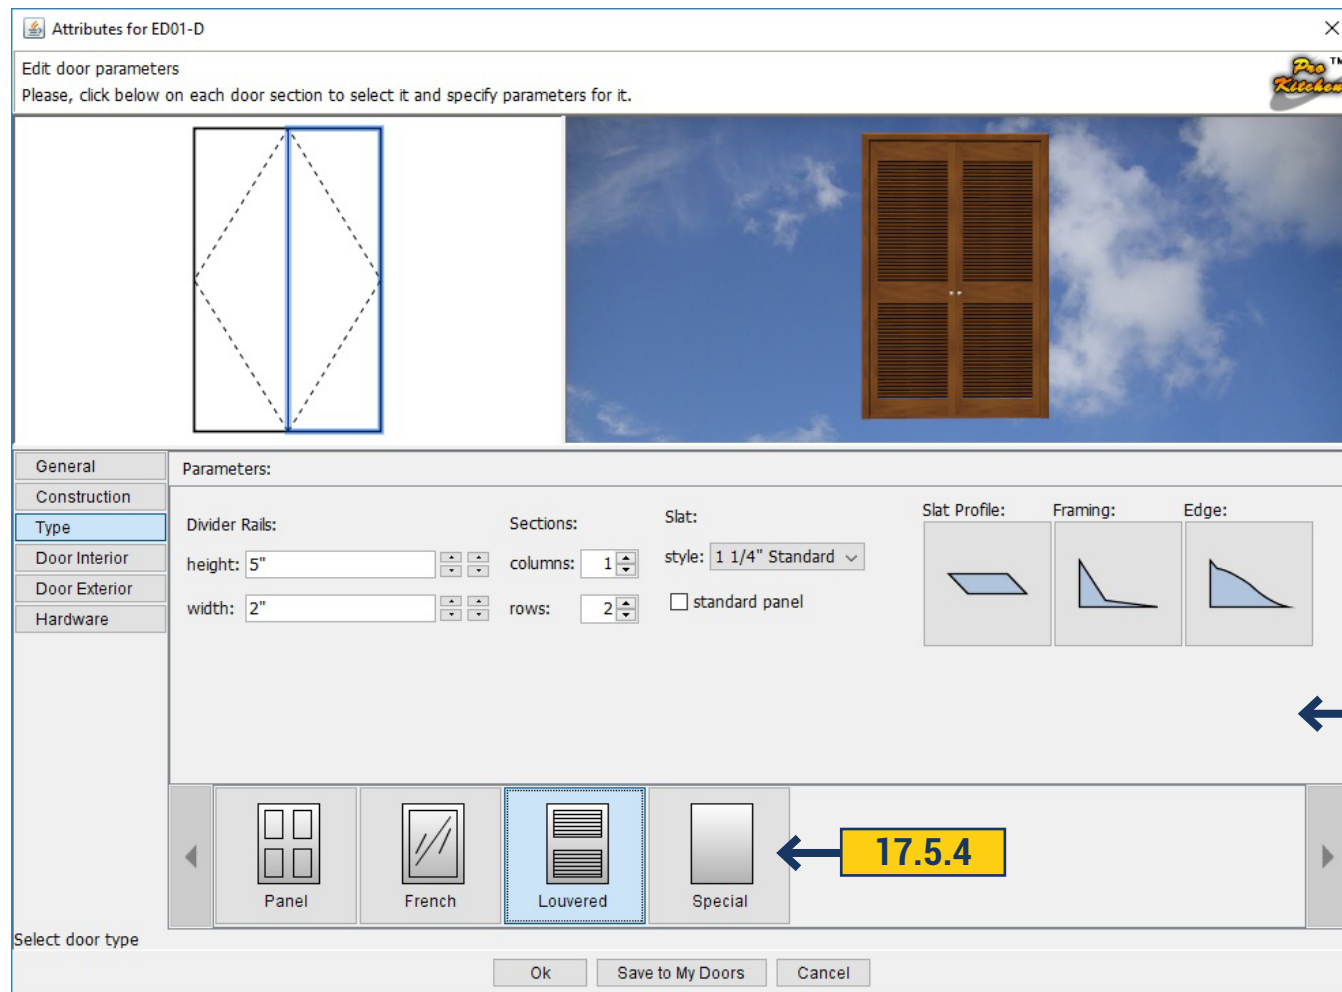 Attributes for ED01-D
Edit door parameters
Please, click below on each door section to select it and specify parameters for it.
Pro
Kitchen
TM
General
Construction
Type
Door Interior
Door Exterior
Hardware
Parameters:
Divider Rails:
height: 5"
width: 2"
Sections:
columns: 1
rows: 2
Slat:
style: 1 1/4" Standard
standard panel
Slat Profile: Framing: Edge:
Panel
French
Louvered
Special
17.5.4
Select door type
Ok
Save to My Doors
Cancel